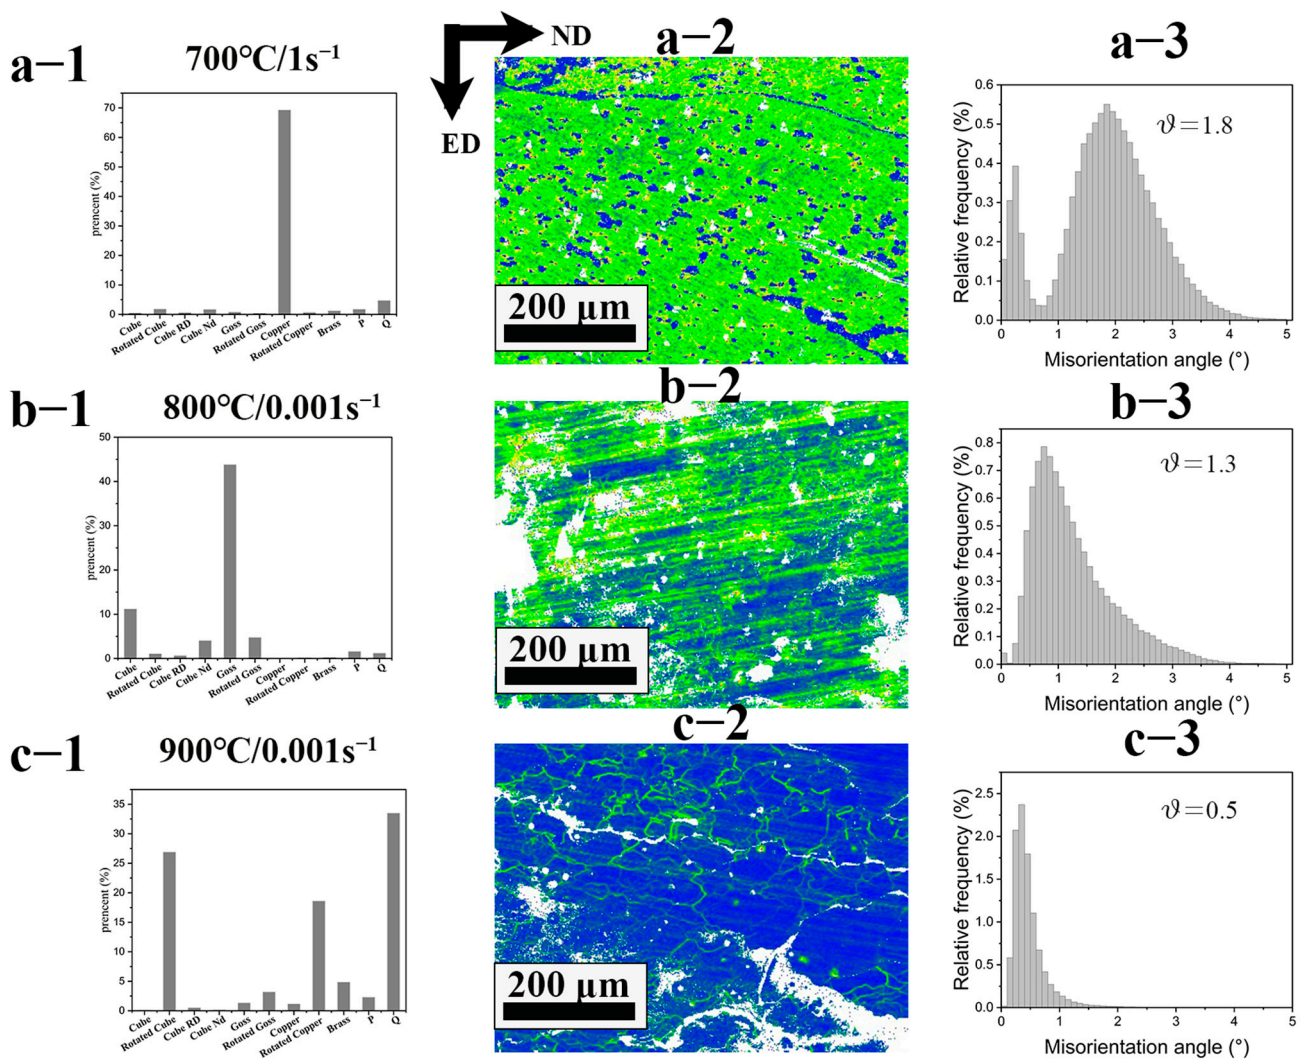 a−1
700°C/1s⁻¹
75
70
65
60
55
50
45
40
35
30
25
20
15
10
5
0
prencent (%)
Cube
Rotated Cube
Cube RD
Cube Nd
Goss
Rotated Goss
Copper
Rotated Copper
Brass
P
Q
ND
ED
a−2
200 μm
a−3
0.6
0.5
0.4
0.3
0.2
0.1
0.0
Relative frequency (%)
ϑ=1.8
0 1 2 3 4 5
Misorientation angle (°)
b−1
800°C/0.001s⁻¹
50
40
30
20
10
0
prencent (%)
Cube
Rotated Cube
Cube RD
Cube Nd
Goss
Rotated Goss
Copper
Rotated Copper
Brass
P
Q
b−2
200 μm
b−3
0.8
0.7
0.6
0.5
0.4
0.3
0.2
0.1
0.0
Relative frequency (%)
ϑ=1.3
0 1 2 3 4 5
Misorientation angle (°)
c−1
900°C/0.001s⁻¹
35
30
25
20
15
10
5
0
prencent (%)
Cube
Rotated Cube
Cube RD
Cube Nd
Goss
Rotated Goss
Copper
Rotated Copper
Brass
P
Q
c−2
200 μm
c−3
2.5
2.0
1.5
1.0
0.5
0.0
Relative frequency (%)
ϑ=0.5
0 1 2 3 4 5
Misorientation angle (°)